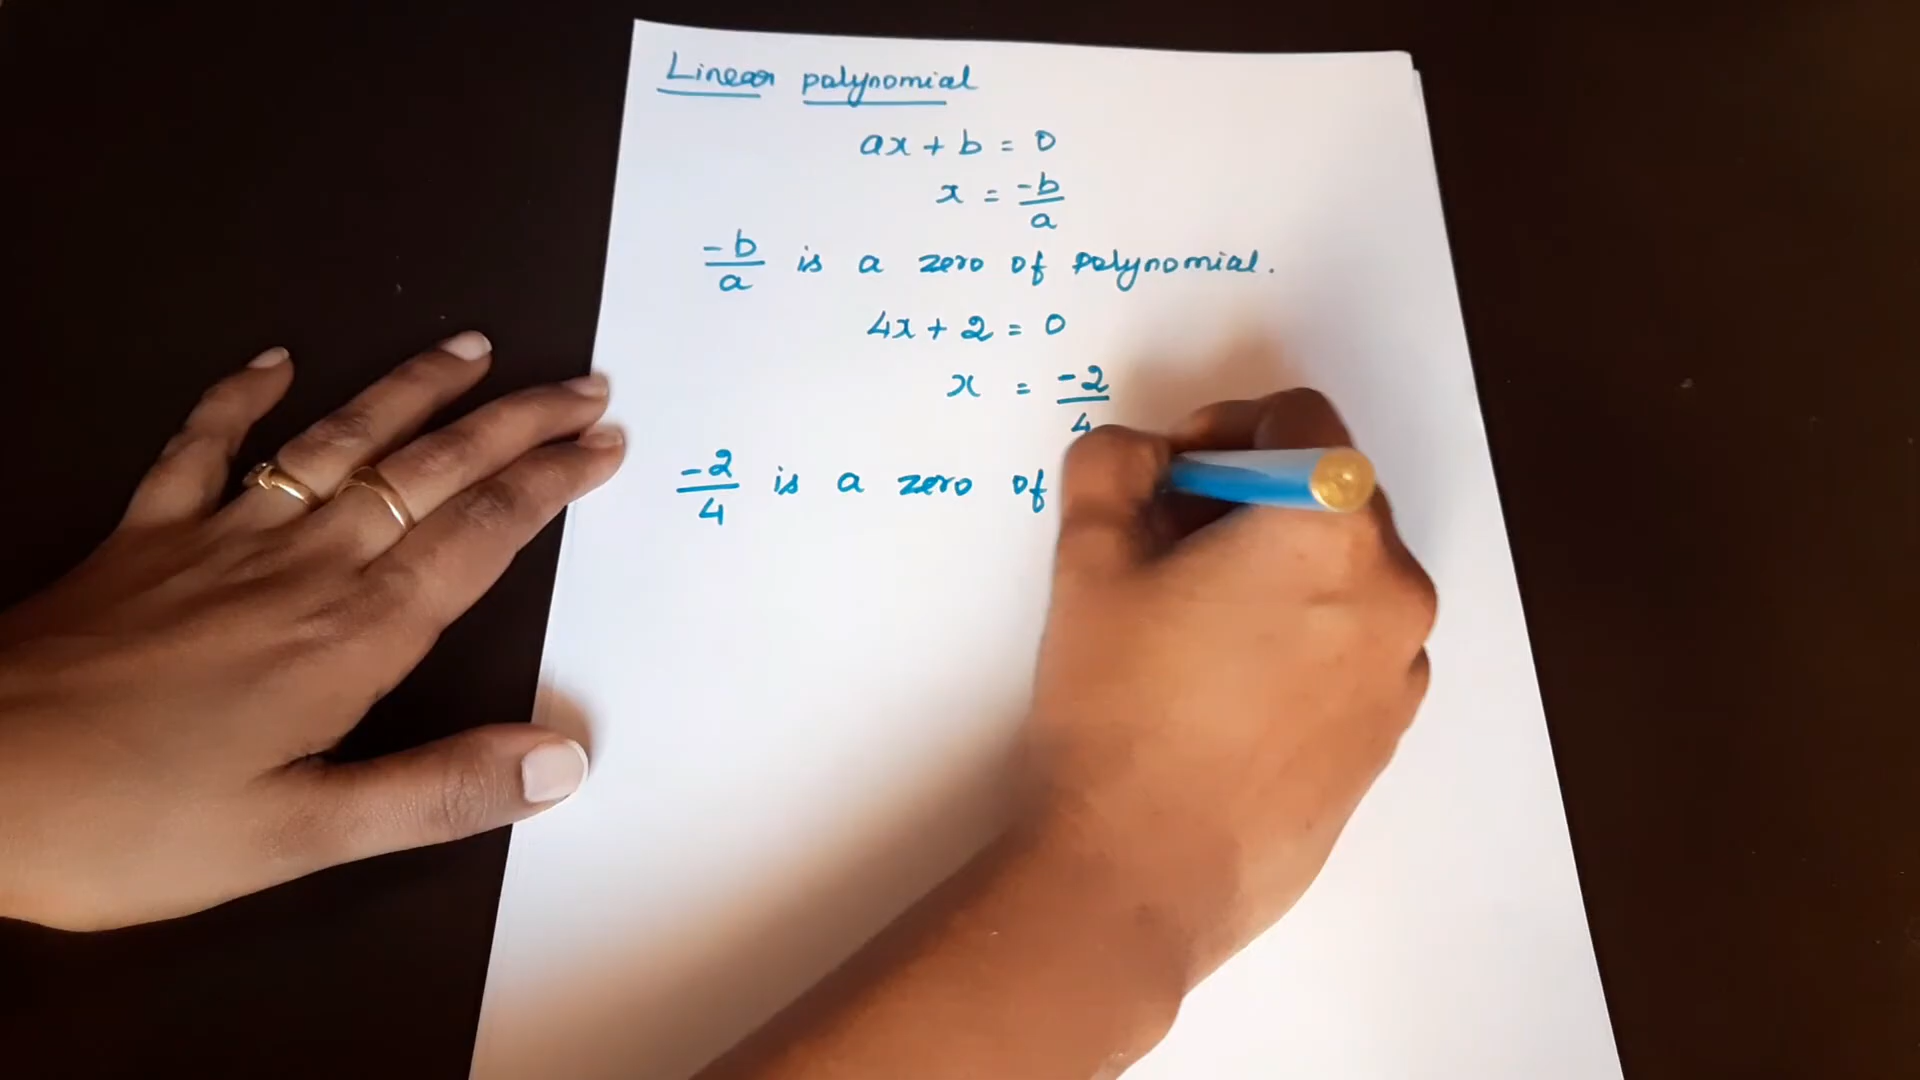 Linear polynomial
ax + b = 0
x = -b/a
-b/a is a zero of polynomial.
4x + 2 = 0
x = -2/4
-2/4 is a zero of